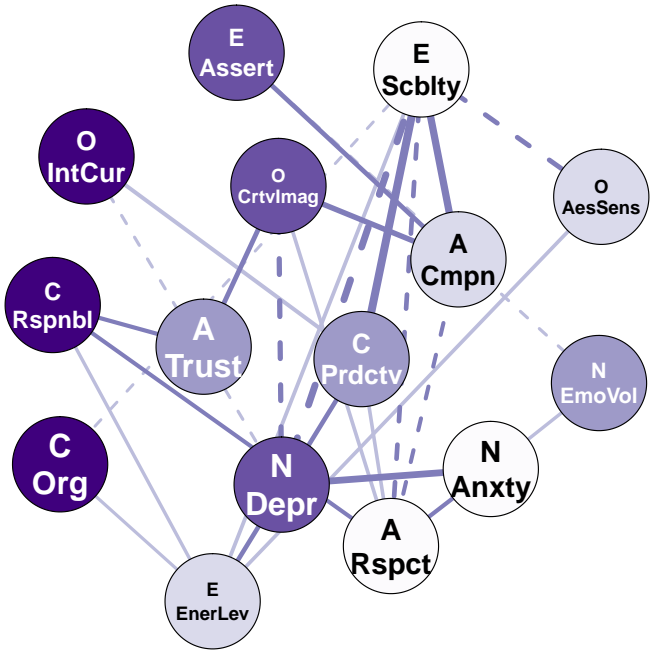 E
Assert
E
Scblty
O
IntCur
O
CrtvImag
O
AesSens
A
Cmpn
C
Rspnbl
A
Trust
C
Prdctv
N
EmoVol
C
Org
N
Depr
N
Anxty
A
Rspct
E
EnerLev